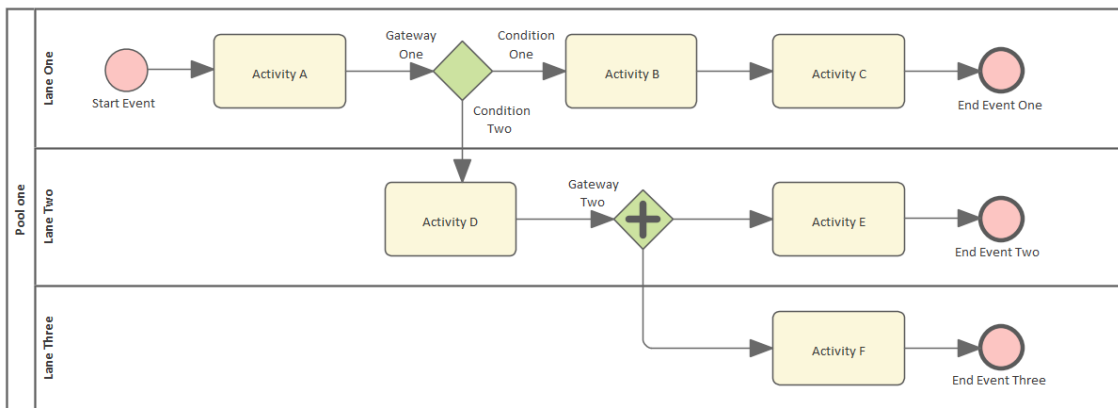 Pool one
Lane One
Start Event
Activity A
Gateway
One
Condition
One
Condition
Two
Activity B
Activity C
End Event One
Lane Two
Activity D
Gateway
Two
Activity E
End Event Two
Lane Three
Activity F
End Event Three